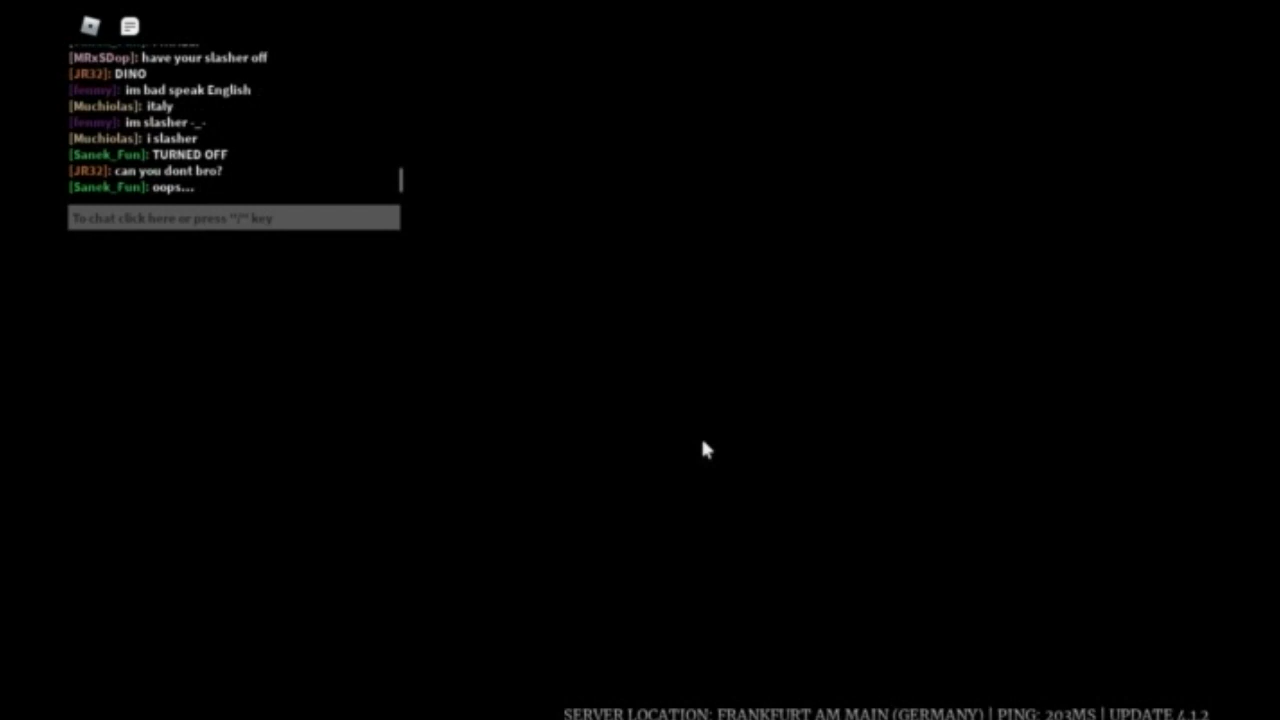 [MRxSDop]: have your slasher off
[JR32]: DINO
[fenmy]: im bad speak English
[Muchiolas]: italy
[fenmy]: im slasher -_-
[Muchiolas]: i slasher
[Sanek_Fun]: TURNED OFF
[JR32]: can you dont bro?
[Sanek_Fun]: oops...
To chat click here or press "/" key
SERVER LOCATION: FRANKFURT AM MAIN (GERMANY) | PING: 203MS | UPDATE 4.1.2